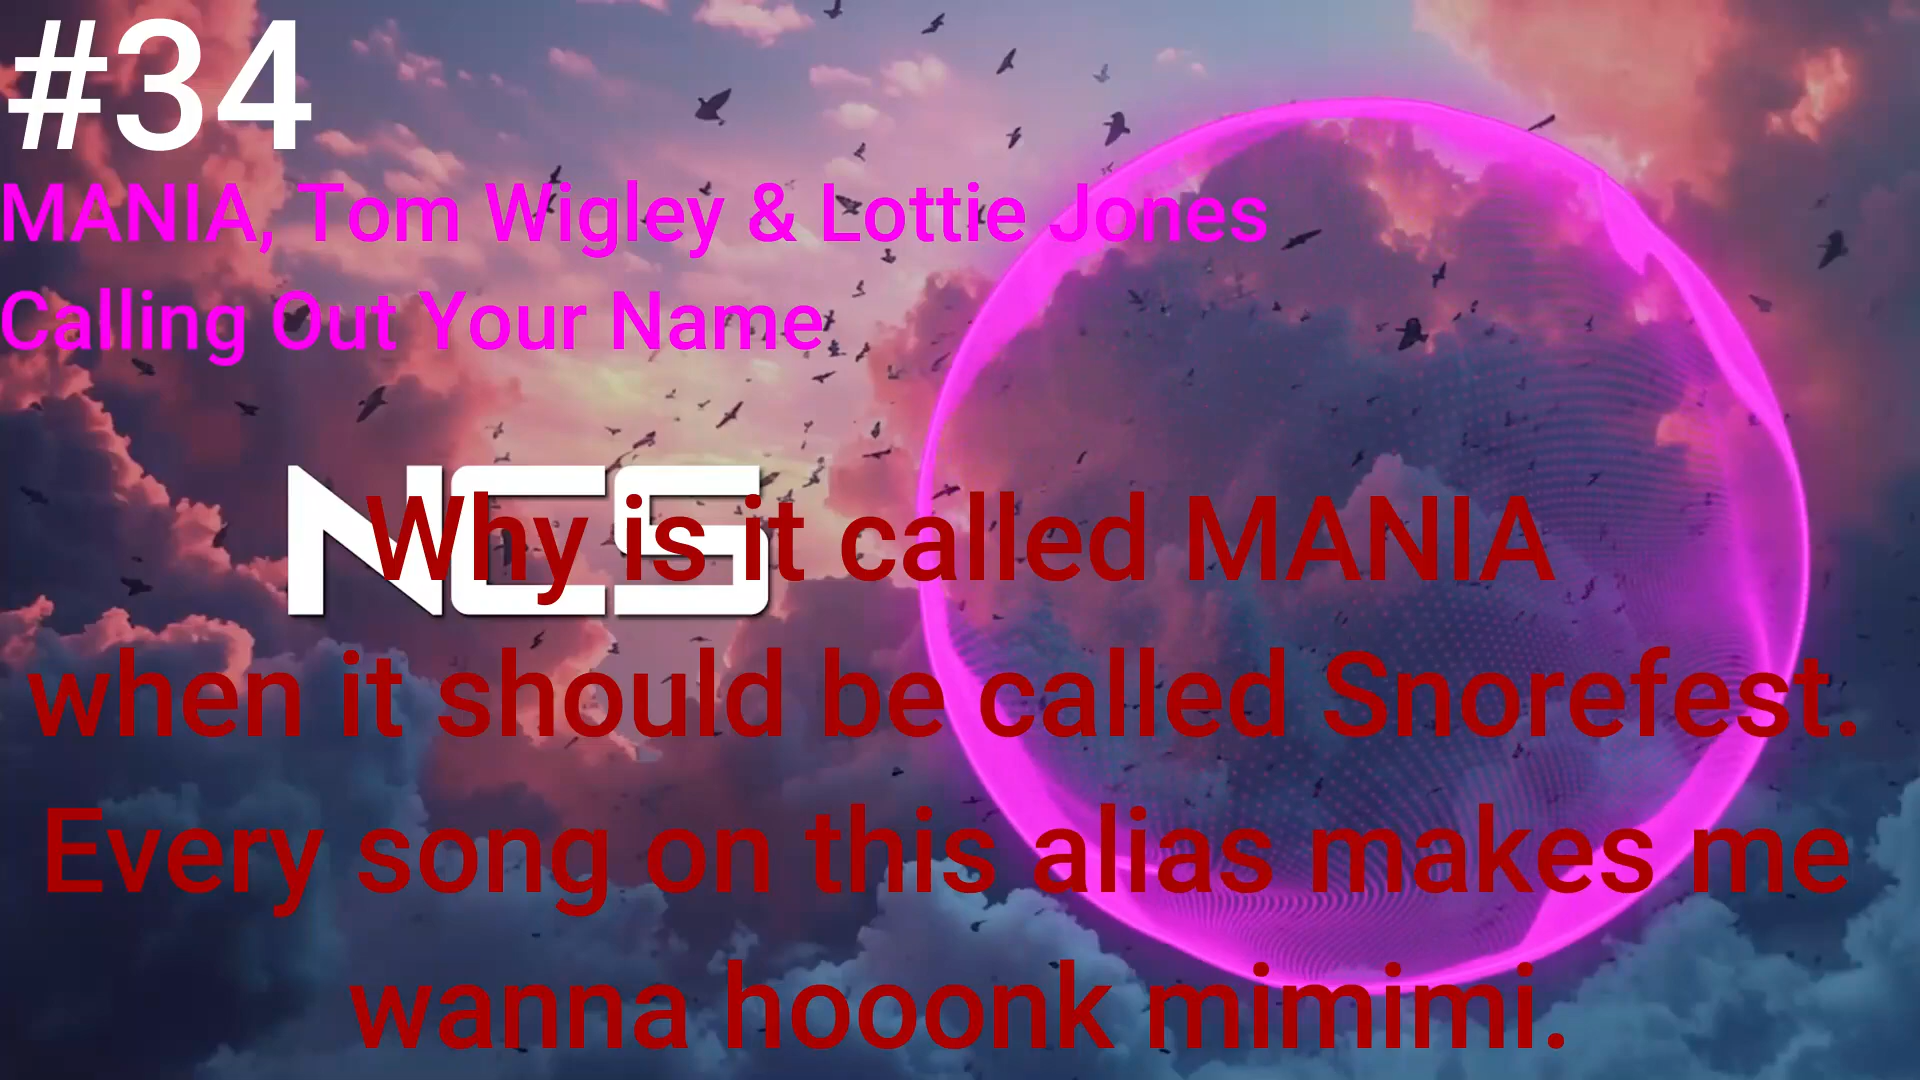 #34
MANIA, Tom Wigley & Lottie Jones
Calling Out Your Name
NCS
Why is it called MANIA
when it should be called Snorefest.
Every song on this alias makes me
wanna hooonk mimimi.